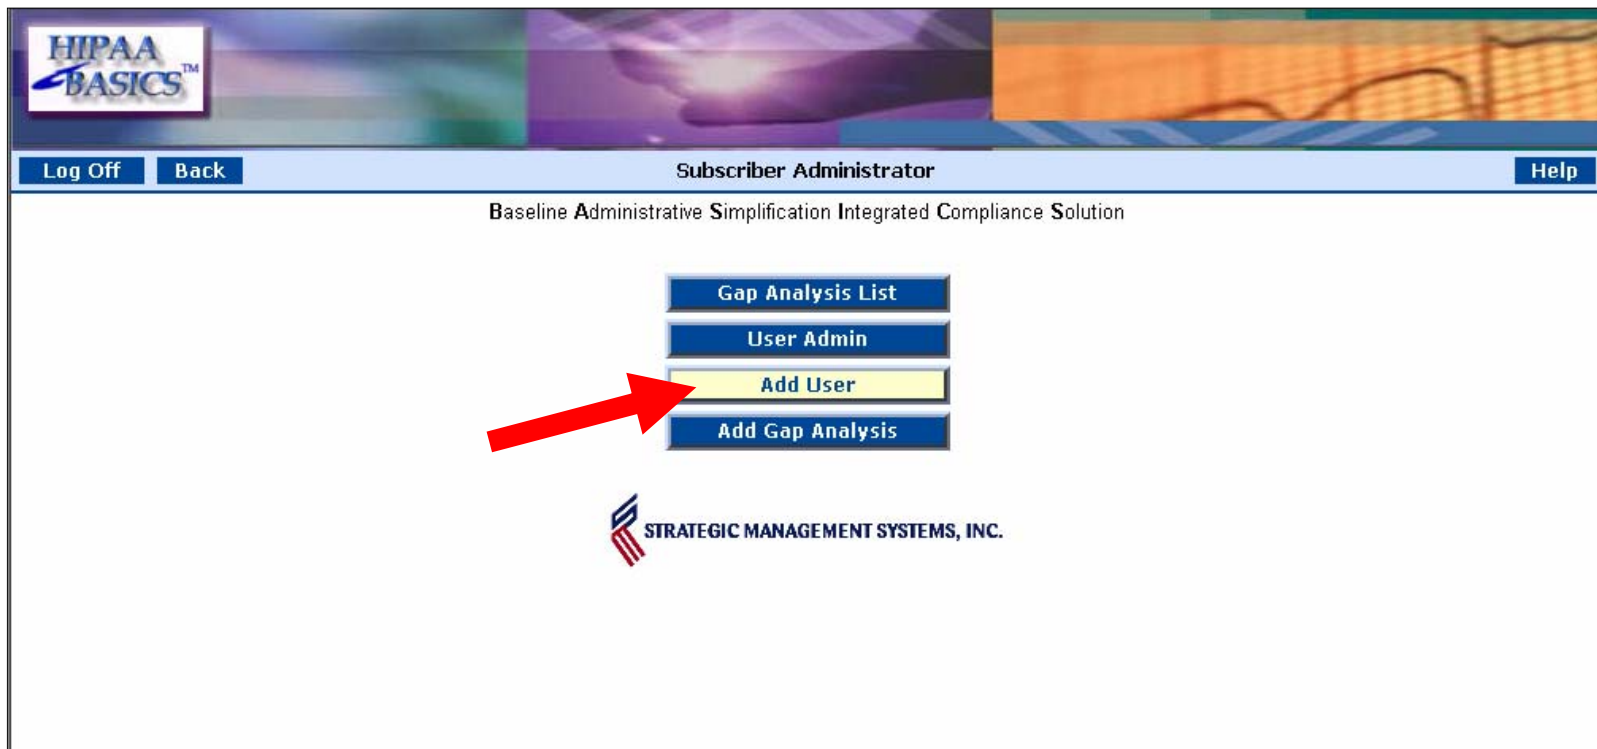 HIPAA
BASICS™
Log Off Back Subscriber Administrator Help
Baseline Administrative Simplification Integrated Compliance Solution
Gap Analysis List
User Admin
Add User
Add Gap Analysis
STRATEGIC MANAGEMENT SYSTEMS, INC.